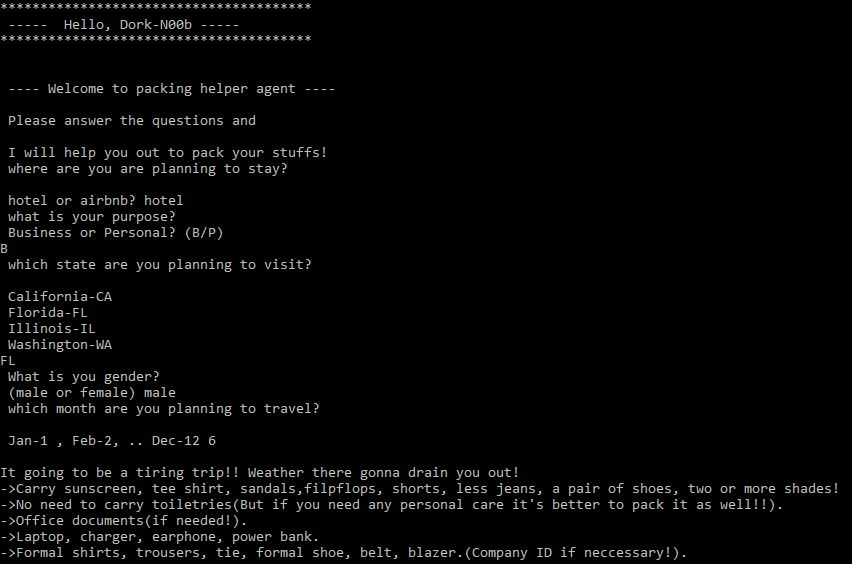 ***************************************
----- Hello, Dork-N00b -----
***************************************
---- Welcome to packing helper agent ----
Please answer the questions and
I will help you out to pack your stuffs!
where are you are planning to stay?
hotel or airbnb? hotel
what is your purpose?
Business or Personal? (B/P)
B
which state are you planning to visit?
California-CA
Florida-FL
Illinois-IL
Washington-WA
FL
What is you gender?
(male or female) male
which month are you planning to travel?
Jan-1 , Feb-2, .. Dec-12 6
It going to be a tiring trip!! Weather there gonna drain you out!
->Carry sunscreen, tee shirt, sandals,filpflops, shorts, less jeans, a pair of shoes, two or more shades!
->No need to carry toiletries(But if you need any personal care it's better to pack it as well!!).
->Office documents(if needed!).
->Laptop, charger, earphone, power bank.
->Formal shirts, trousers, tie, formal shoe, belt, blazer.(Company ID if neccessary!).